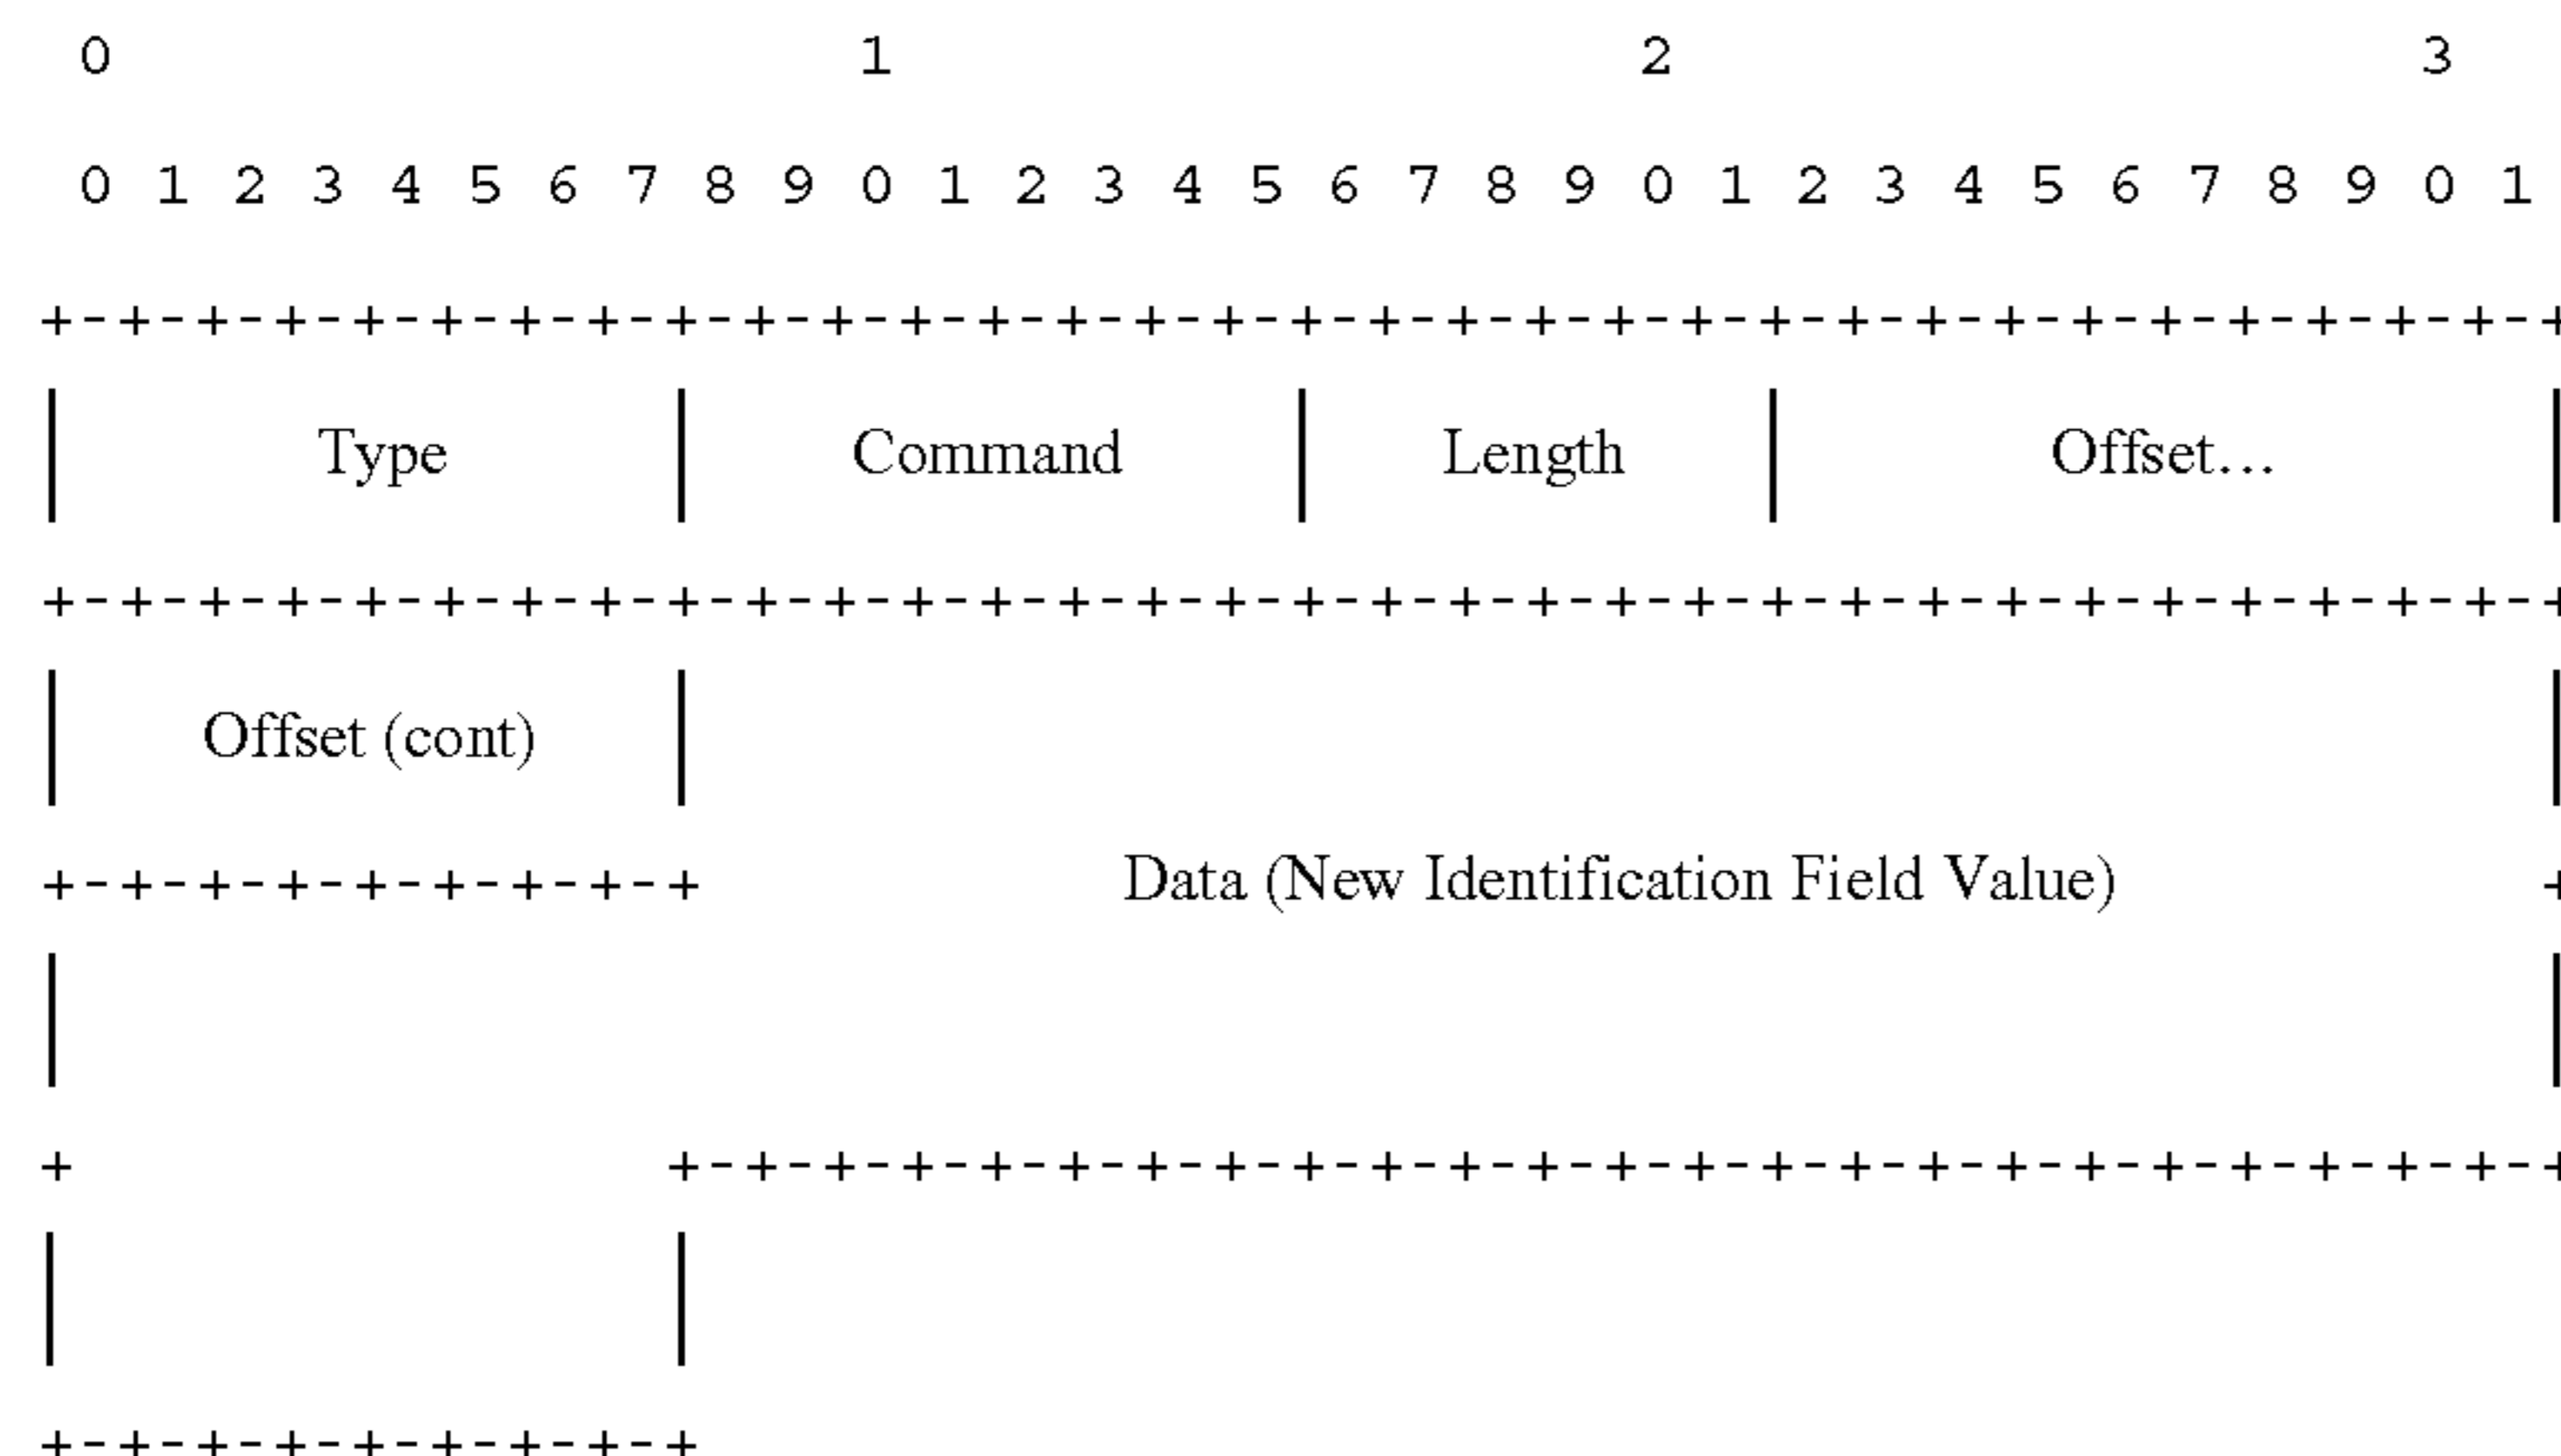 0 1 2 3
0 1 2 3 4 5 6 7 8 9 0 1 2 3 4 5 6 7 8 9 0 1 2 3 4 5 6 7 8 9 0 1
+-+-+-+-+-+-+-+-+-+-+-+-+-+-+-+-+-+-+-+-+-+-+-+-+-+-+-+-+-+-+-+-+
| Type | Command | Length | Offset... |
+-+-+-+-+-+-+-+-+-+-+-+-+-+-+-+-+-+-+-+-+-+-+-+-+-+-+-+-+-+-+-+-+
| Offset (cont) | |
+-+-+-+-+-+-+-+-+ Data (New Identification Field Value) +
| |
+ +-+-+-+-+-+-+-+-+-+-+-+-+-+-+-+-+-+-+-+-+-+-+-+-+
| |
+-+-+-+-+-+-+-+-+